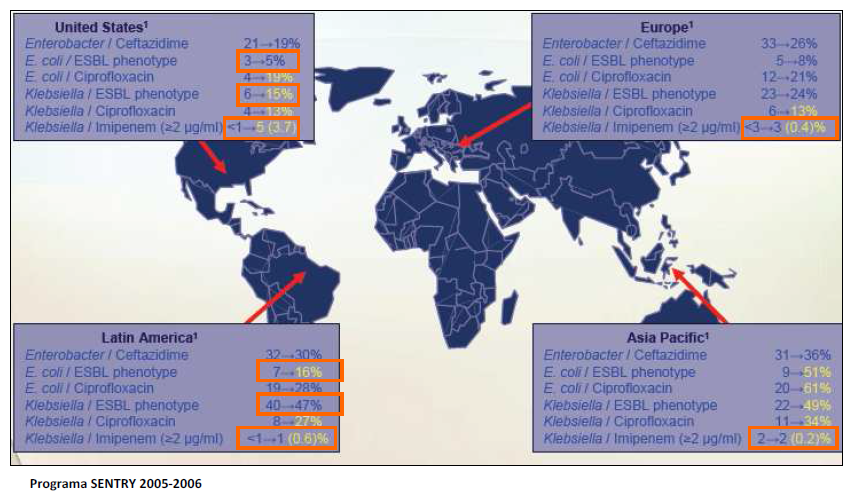 United States¹
Enterobacter / Ceftazidime 21→19%
E. coli / ESBL phenotype 3→5%
E. coli / Ciprofloxacin 4→19%
Klebsiella / ESBL phenotype 6→15%
Klebsiella / Ciprofloxacin 4→13%
Klebsiella / Imipenem (≥2 µg/ml) <1→5 (3.7)
Europe¹
Enterobacter / Ceftazidime 33→26%
E. coli / ESBL phenotype 5→8%
E. coli / Ciprofloxacin 12→21%
Klebsiella / ESBL phenotype 23→24%
Klebsiella / Ciprofloxacin 6→13%
Klebsiella / Imipenem (≥2 µg/ml) <3→3 (0.4)%
Latin America¹
Enterobacter / Ceftazidime 32→30%
E. coli / ESBL phenotype 7→16%
E. coli / Ciprofloxacin 19→28%
Klebsiella / ESBL phenotype 40→47%
Klebsiella / Ciprofloxacin 8→27%
Klebsiella / Imipenem (≥2 µg/ml) <1→1 (0.6)%
Asia Pacific¹
Enterobacter / Ceftazidime 31→36%
E. coli / ESBL phenotype 9→51%
E. coli / Ciprofloxacin 20→61%
Klebsiella / ESBL phenotype 22→49%
Klebsiella / Ciprofloxacin 11→34%
Klebsiella / Imipenem (≥2 µg/ml) 2→2 (0.2)%
Programa SENTRY 2005-2006